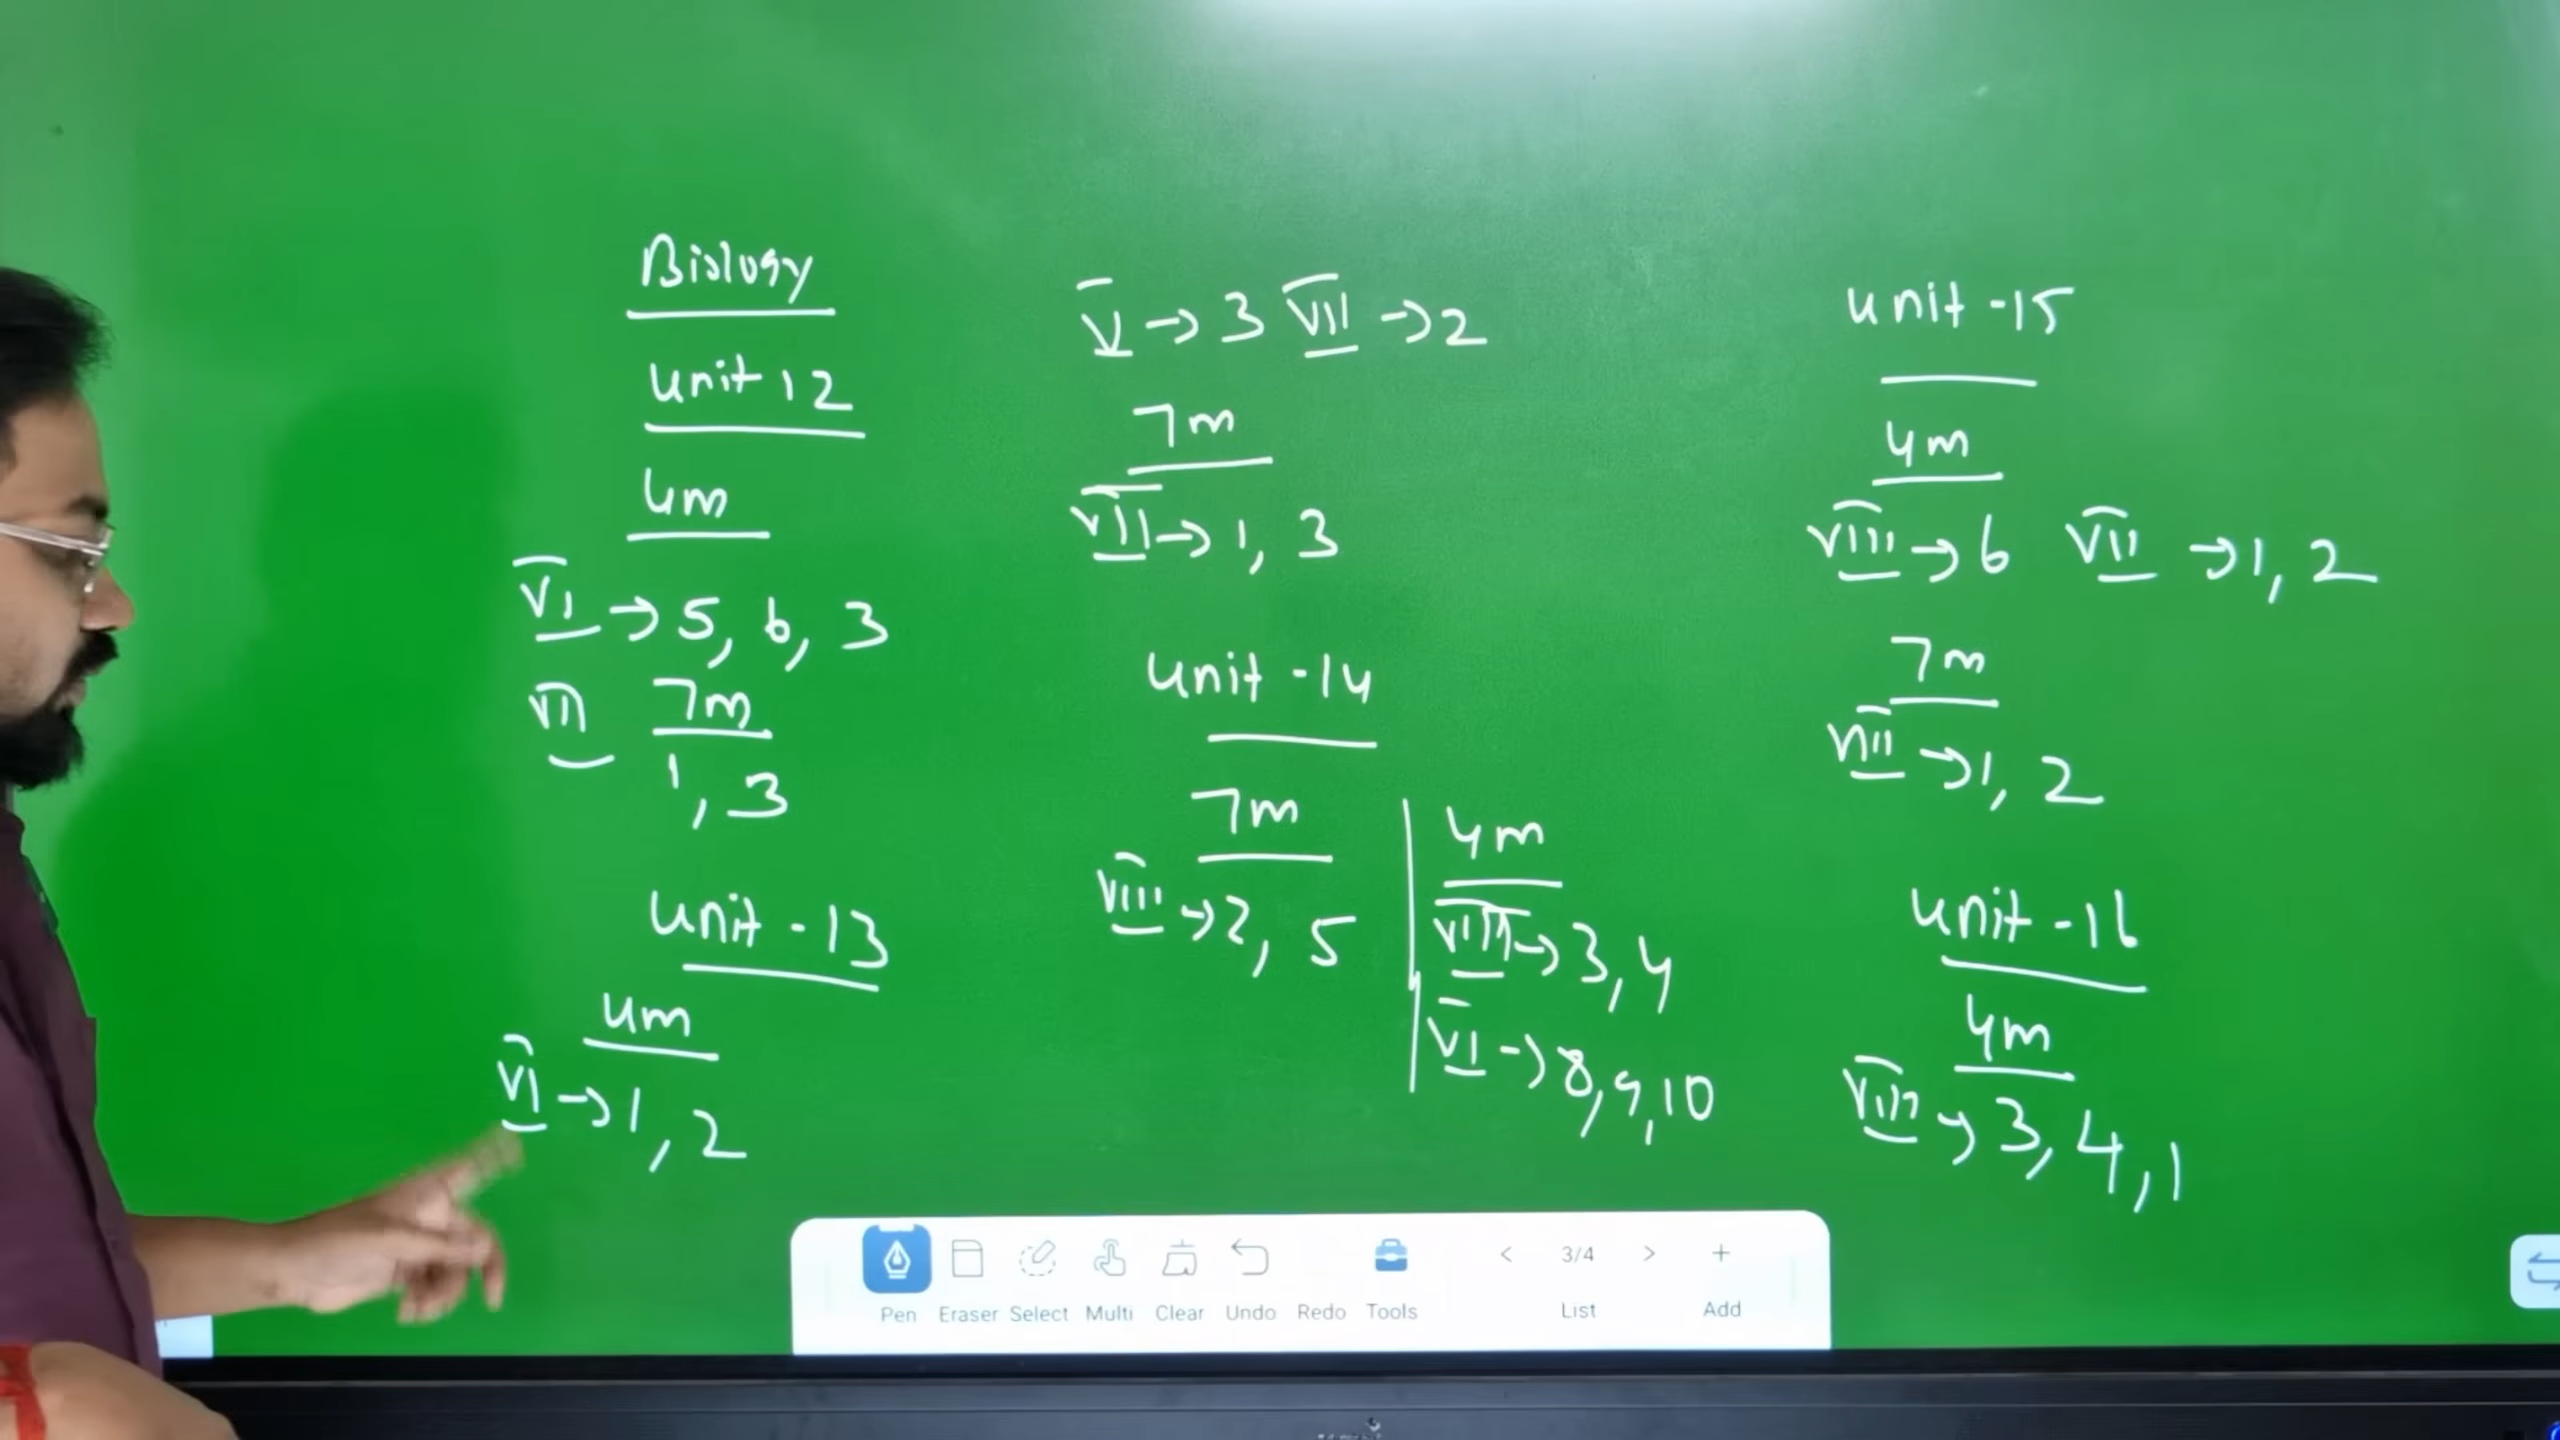 Biology
unit 12
4m
VI → 5, 6, 3
VII 7m
1, 3
unit - 13
4m
VI → 1, 2
V → 3 VII → 2
7m
VII → 1, 3
unit - 14
7m
VIII → 2, 5
4m
VIII → 3, 4
VI → 8, 9, 10
unit - 15
4m
VIII → 6 VII → 1, 2
7m
VIII → 1, 2
unit - 16
4m
VIII → 3, 4, 1
Pen Eraser Select Multi Clear Undo Redo Tools
< 3/4 > +
List Add